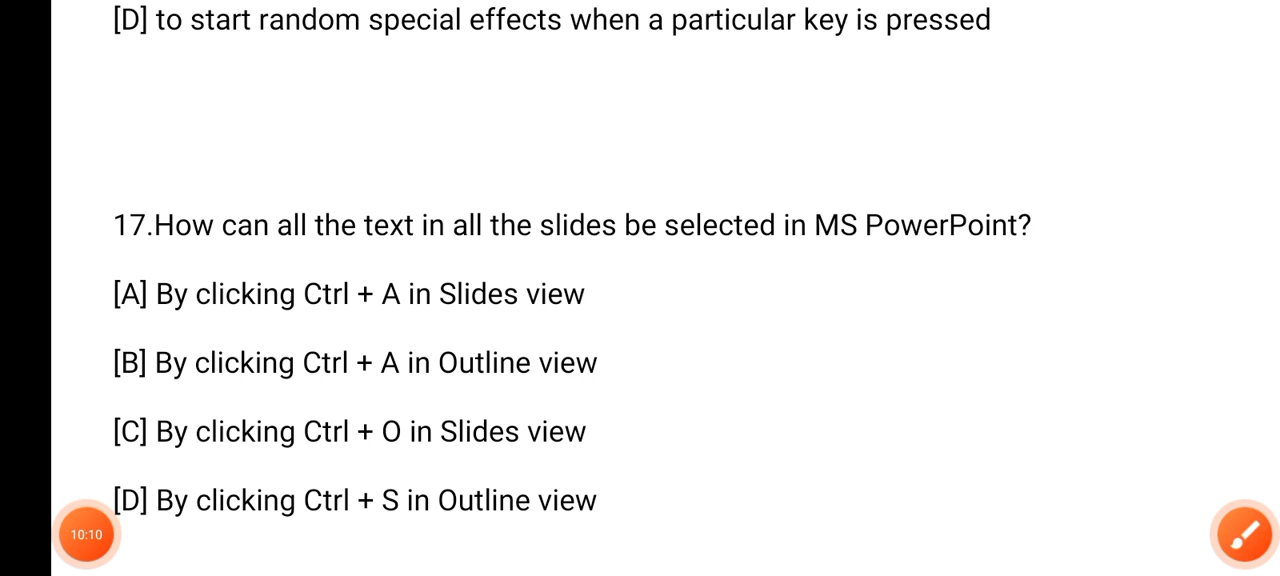 [D] to start random special effects when a particular key is pressed
17.How can all the text in all the slides be selected in MS PowerPoint?
[A] By clicking Ctrl + A in Slides view
[B] By clicking Ctrl + A in Outline view
[C] By clicking Ctrl + O in Slides view
[D] By clicking Ctrl + S in Outline view
10:10